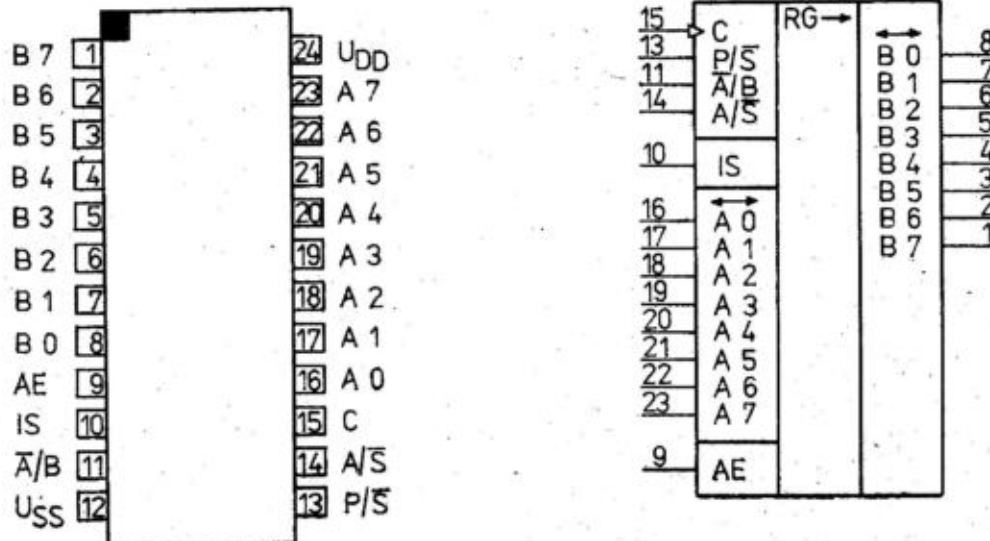 B 7 1 24 UDD
B 6 2 23 A 7
B 5 3 22 A 6
B 4 4 21 A 5
B 3 5 20 A 4
B 2 6 19 A 3
B 1 7 18 A 2
B 0 8 17 A 1
AE 9 16 A 0
IS 10 15 C
A̅/B 11 14 A/S̅
USS 12 13 P/S̅
15 C RG→ ↔
13 P/S̅ B 0 8
11 A̅/B B 1 7
14 A/S̅ B 2 6
B 3 5
10 IS B 4 4
B 5 3
↔ B 6 2
16 A 0 B 7 1
17 A 1
18 A 2
19 A 3
20 A 4
21 A 5
22 A 6
23 A 7
9 AE